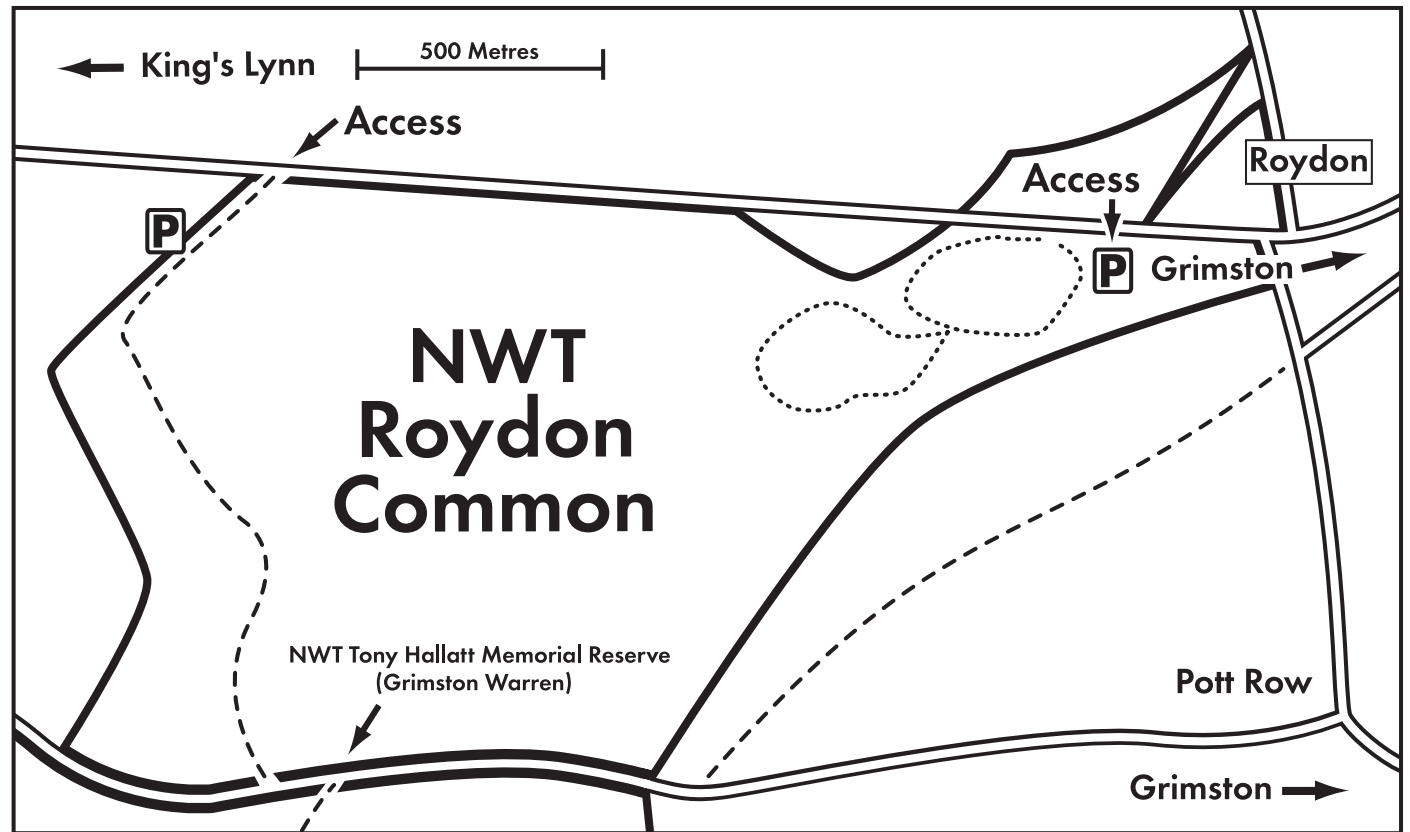 King's Lynn
500 Metres
Access
Access
Roydon
P
P
Grimston
NWT
Roydon
Common
NWT Tony Hallatt Memorial Reserve
(Grimston Warren)
Pott Row
Grimston